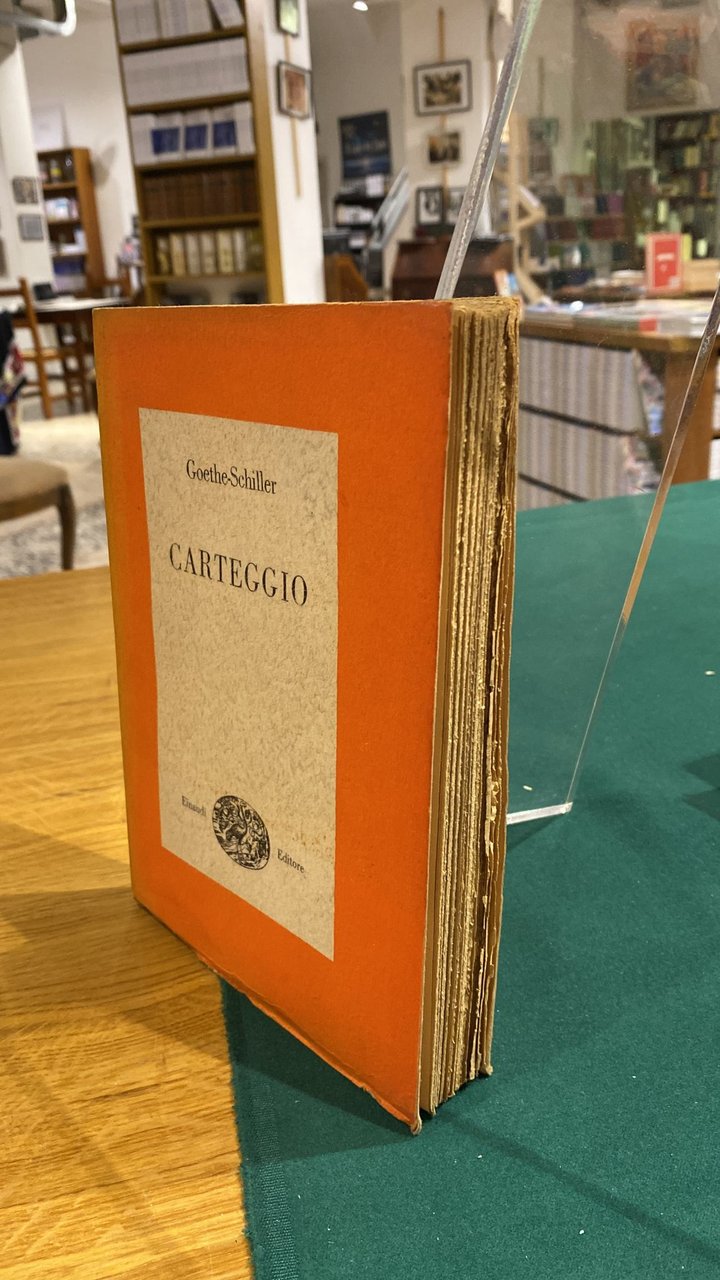 Goethe-Schiller
CARTEGGIO
Einaudi
Editore